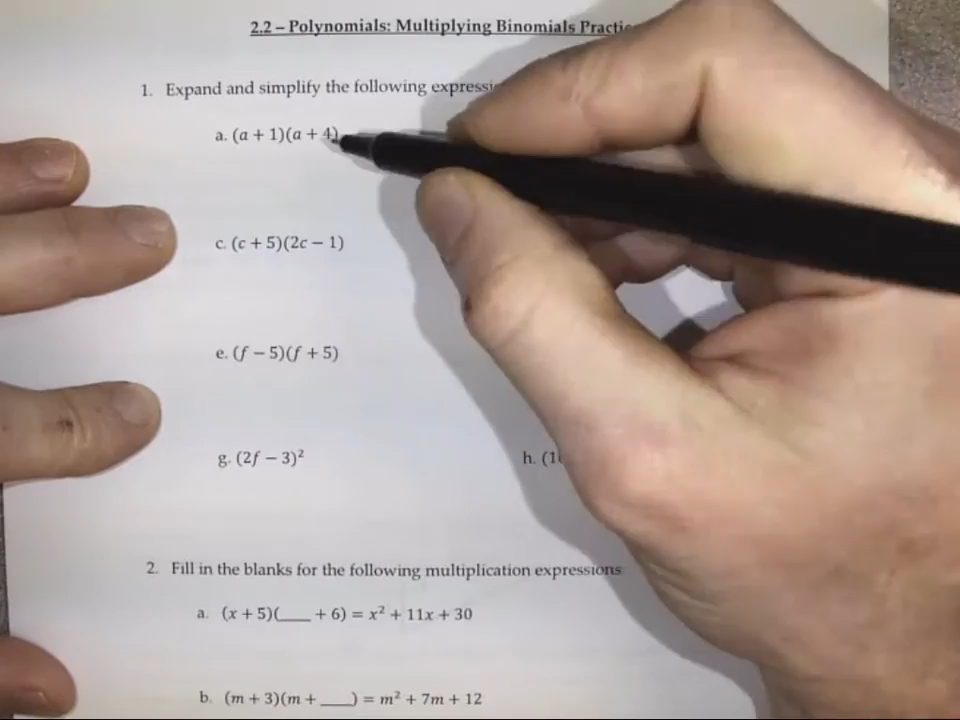 2.2 – Polynomials: Multiplying Binomials
1. Expand and simplify the following
a. (a + 1)(a + 4)
c. (c + 5)(2c – 1)
e. (f – 5)(f + 5)
g. (2f – 3)²
h.
2. Fill in the blanks for the following multiplication expressions
a. (x + 5)(___ + 6) = x² + 11x + 30
b. (m + 3)(m + ___) = m² + 7m + 12